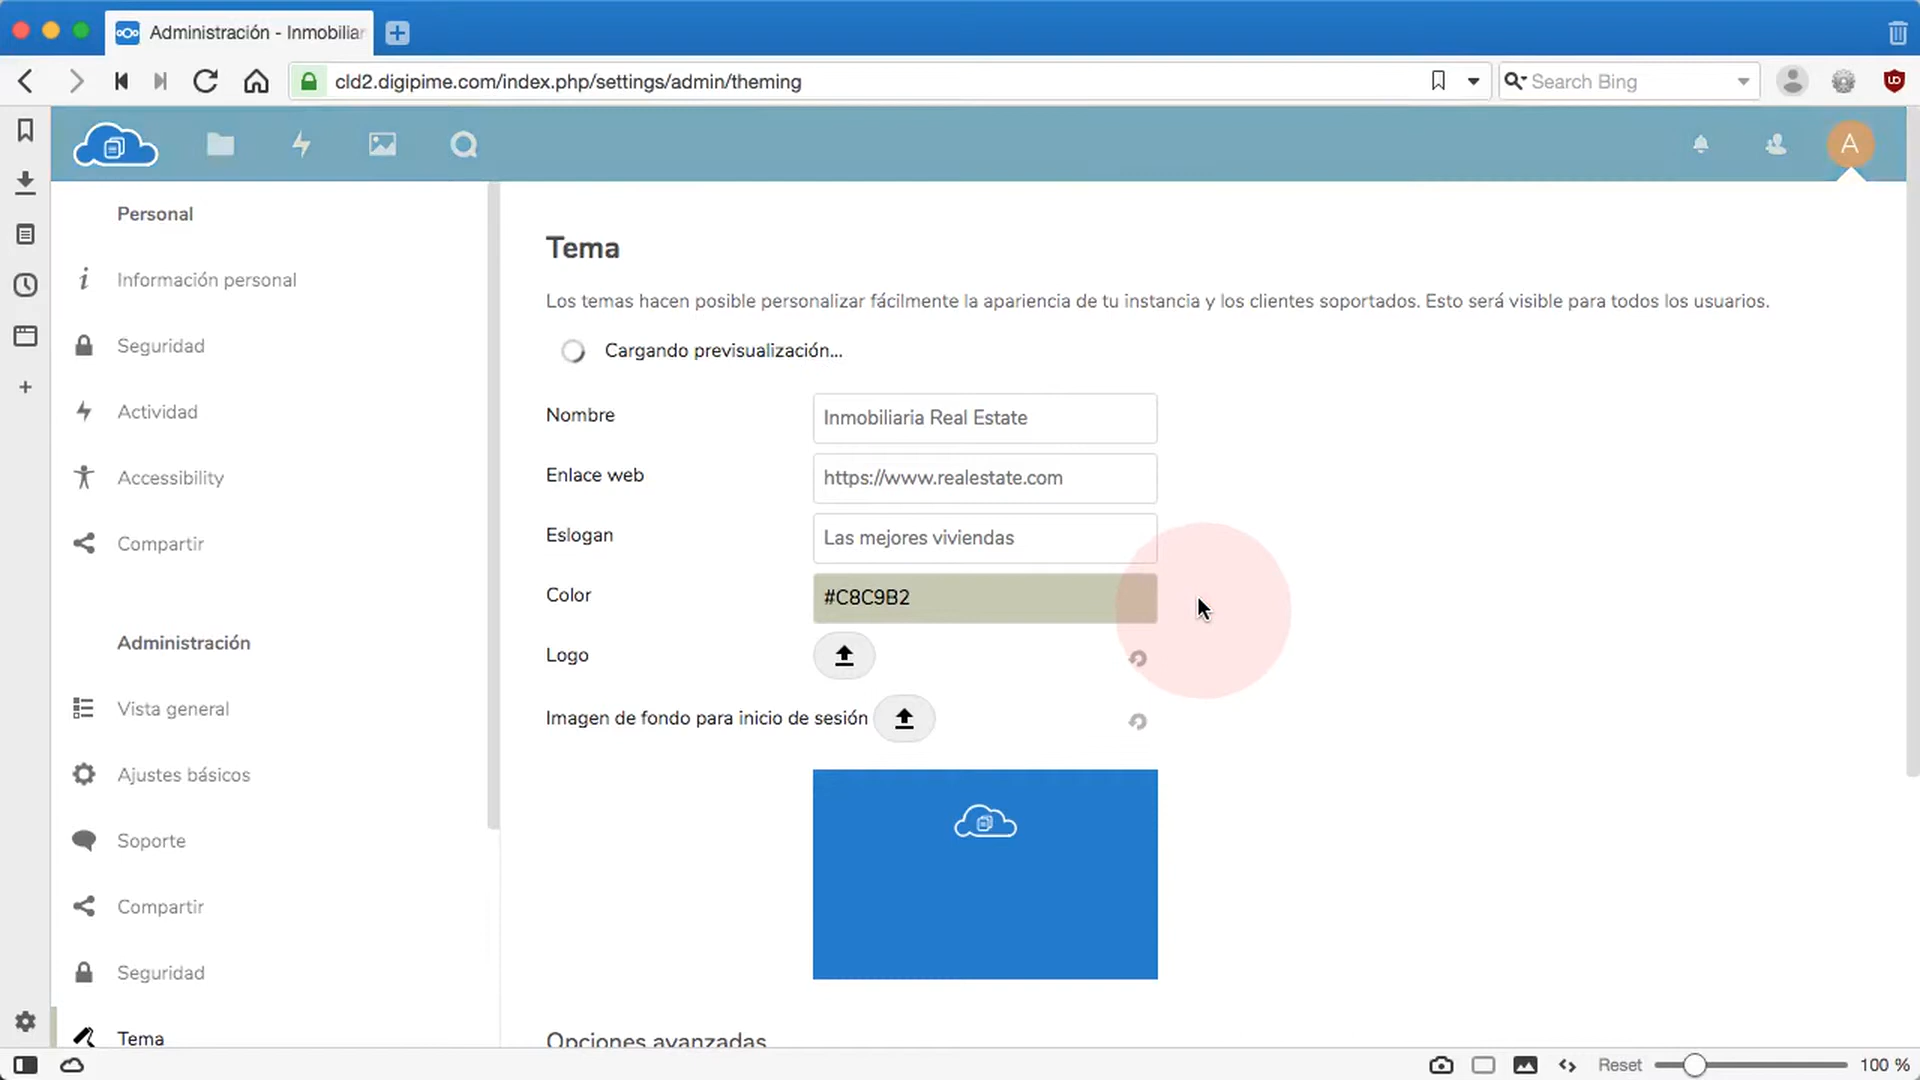 Administración - Inmobiliar
cld2.digipime.com/index.php/settings/admin/theming
Search Bing
A
Personal
Información personal
Seguridad
Actividad
Accessibility
Compartir
Administración
Vista general
Ajustes básicos
Soporte
Compartir
Seguridad
Tema
Tema
Los temas hacen posible personalizar fácilmente la apariencia de tu instancia y los clientes soportados. Esto será visible para todos los usuarios.
Cargando previsualización...
Nombre
Inmobiliaria Real Estate
Enlace web
https://www.realestate.com
Eslogan
Las mejores viviendas
Color
#C8C9B2
Logo
Imagen de fondo para inicio de sesión
Opciones avanzadas
Reset
100 %